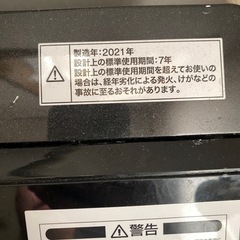 製造年:2021年
設計上の標準使用期間:7年
設計上の標準使用期間を超えてお使いの
場合は、経年劣化による発火、けがなどの
事故に至るおそれがあります。
警告